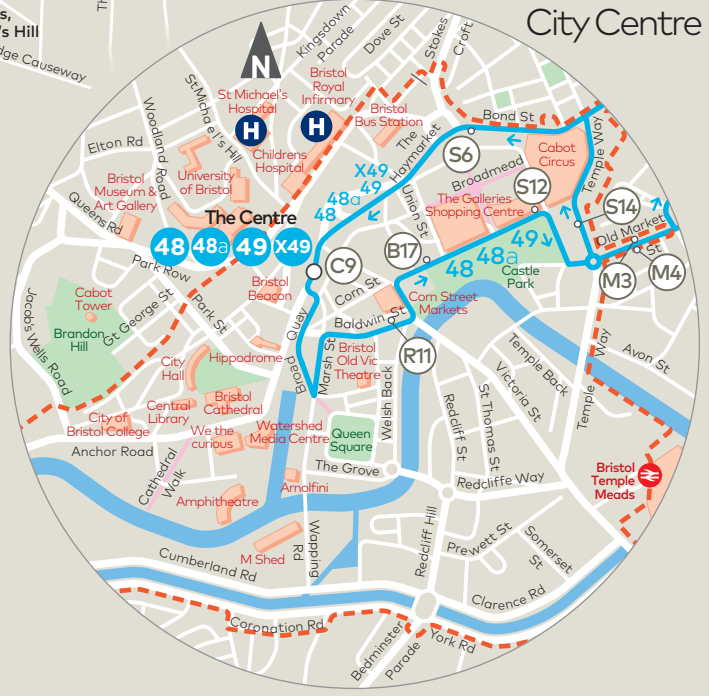 City Centre
s,
's Hill
dge Causeway
TH
N
Kingsdown
Parade
Dove St
Stokes
Croft
St Michael's
Hospital
H
Bristol
Royal
Infirmary
H
Bristol
Bus Station
Childrens
Hospital
St Michael's Hill
Woodland Road
Elton Rd
University
of Bristol
Bristol
Museum &
Art Gallery
Queens Rd
The
Haymarket
Bond St
S6
Cabot
Circus
Temple Way
Broadmead
S12
The Galleries
Shopping Centre
S14
Old Market
St
M3
M4
X49
49
48a
48
Union St
The Centre
48
48a
49
X49
C9
B17
48
48a
49
Castle
Park
Park Row
Bristol
Beacon
Corn St
Corn Street
Markets
Baldwin St
R11
Cabot
Tower
Brandon
Hill
Jacob's Wells Road
Gt George St
Park St
Hippodrome
City
Hall
Broad
Quay
Marsh St
Bristol
Old Vic
Theatre
Welsh Back
Temple Back
Victoria St
St Thomas St
Redcliff St
Temple
Way
Avon St
City of
Bristol College
Central
Library
Bristol
Cathedral
We the
curious
Watershed
Media Centre
Queen
Square
Anchor Road
Cathedral
Walk
The Grove
Redcliffe Way
Bristol
Temple
Meads
Amphitheatre
Arnolfini
M Shed
Wapping
Rd
Redcliff Hill
Prewett St
Somerset
St
Cumberland Rd
Clarence Rd
Coronation Rd
Bedminster
Parade
York Rd